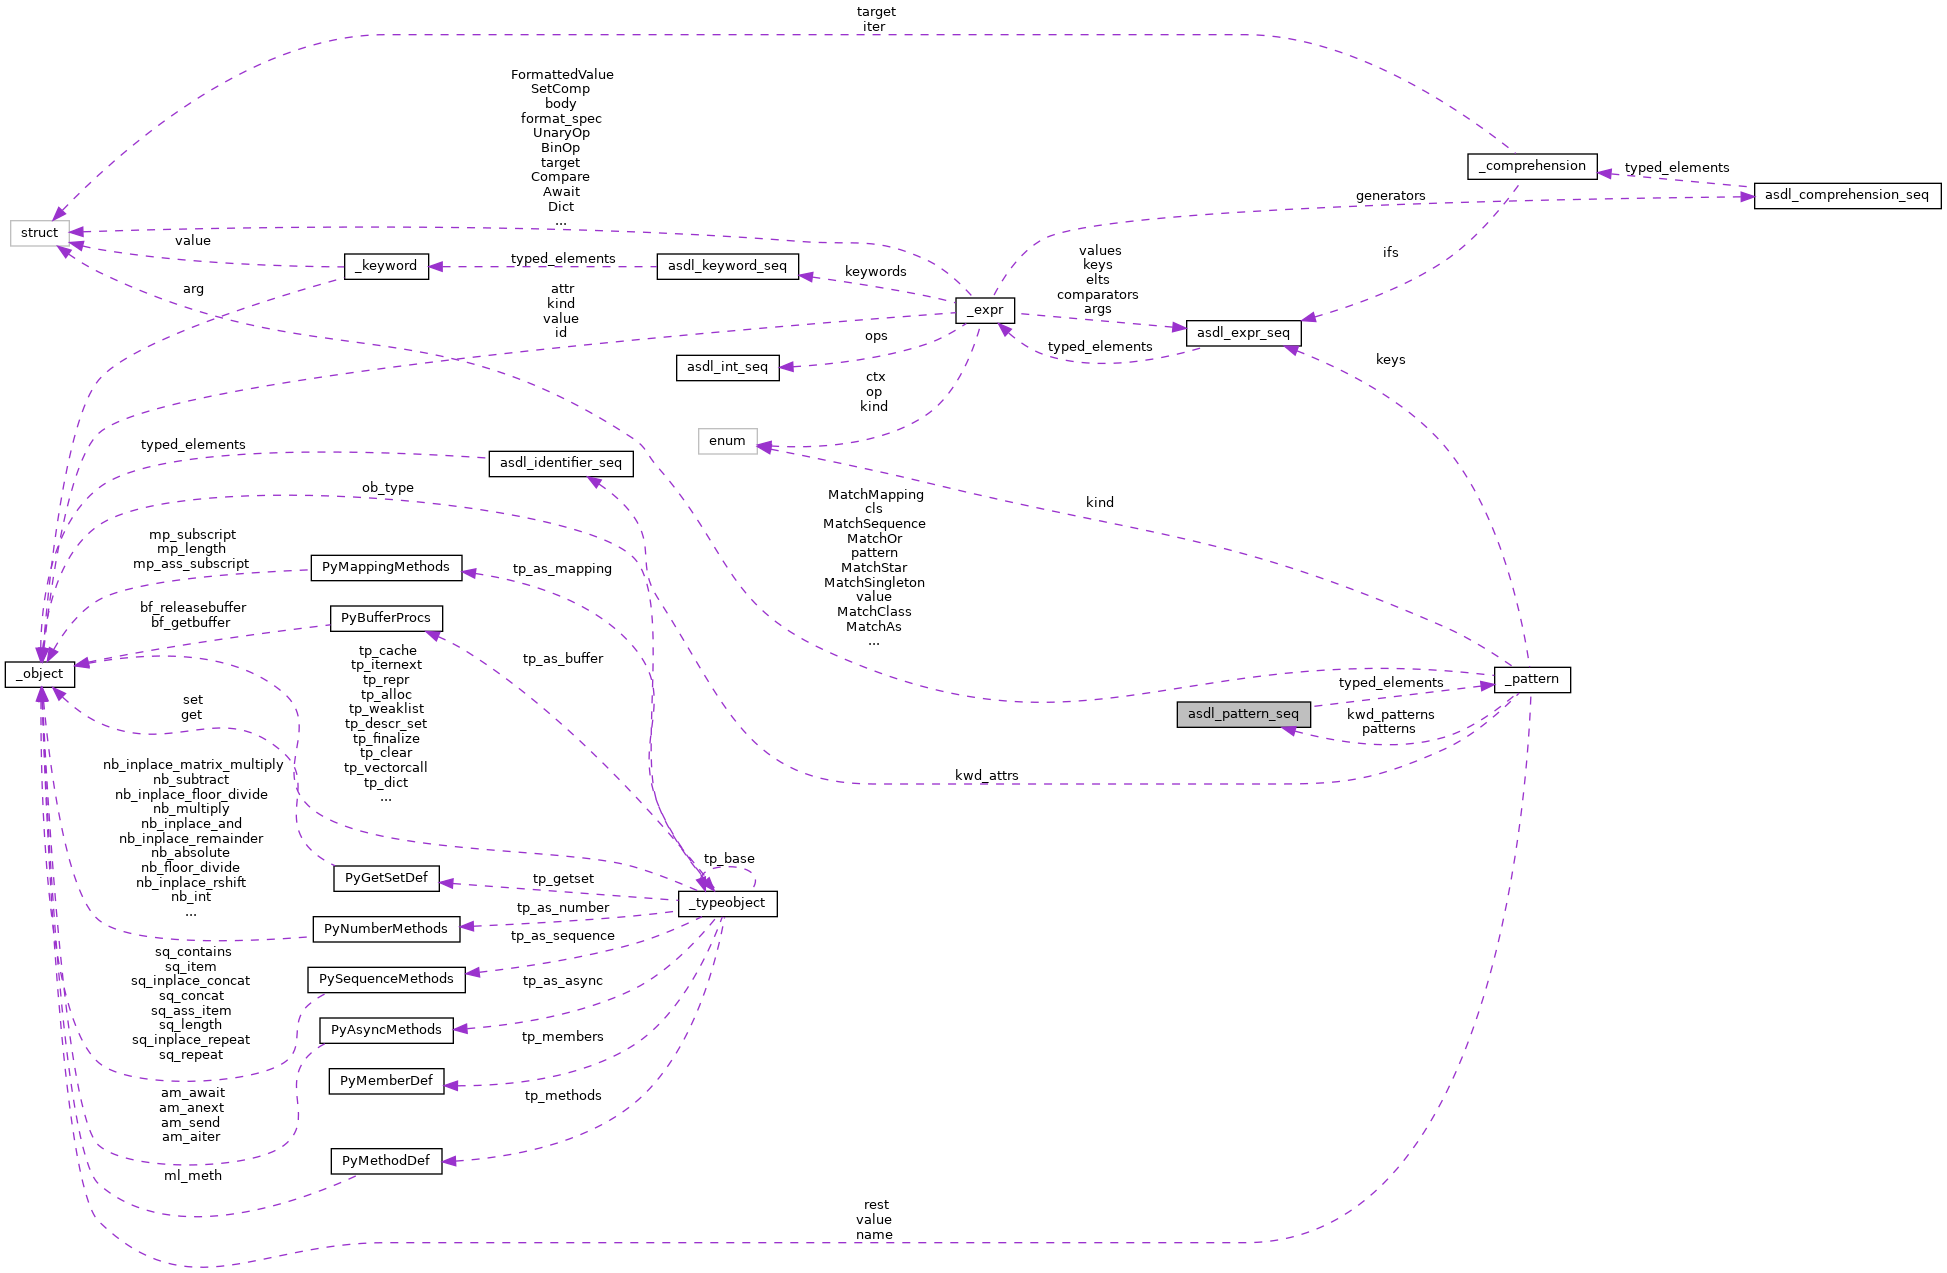 target
iter
FormattedValue
SetComp
body
format_spec
UnaryOp
BinOp
target
Compare
Await
Dict
...
_comprehension
typed_elements
asdl_comprehension_seq
generators
struct
value
_keyword
typed_elements
asdl_keyword_seq
keywords
values
keys
elts
comparators
args
ifs
arg
attr
kind
value
id
_expr
asdl_expr_seq
ops
typed_elements
asdl_int_seq
keys
ctx
op
kind
enum
typed_elements
asdl_identifier_seq
ob_type
MatchMapping
cls
MatchSequence
MatchOr
pattern
MatchStar
MatchSingleton
value
MatchClass
MatchAs
...
kind
mp_subscript
mp_length
mp_ass_subscript
PyMappingMethods
tp_as_mapping
bf_releasebuffer
bf_getbuffer
PyBufferProcs
tp_as_buffer
_object
tp_cache
tp_iternext
tp_repr
tp_alloc
tp_weaklist
tp_descr_set
tp_finalize
tp_clear
tp_vectorcall
tp_dict
...
set
get
_pattern
typed_elements
asdl_pattern_seq
kwd_patterns
patterns
kwd_attrs
nb_inplace_matrix_multiply
nb_subtract
nb_inplace_floor_divide
nb_multiply
nb_inplace_and
nb_inplace_remainder
nb_absolute
nb_floor_divide
nb_inplace_rshift
nb_int
...
PyGetSetDef
tp_getset
tp_base
_typeobject
PyNumberMethods
tp_as_number
tp_as_sequence
sq_contains
sq_item
sq_inplace_concat
sq_concat
sq_ass_item
sq_length
sq_inplace_repeat
sq_repeat
PySequenceMethods
tp_as_async
PyAsyncMethods
tp_members
PyMemberDef
am_await
am_anext
am_send
am_aiter
tp_methods
PyMethodDef
ml_meth
rest
value
name